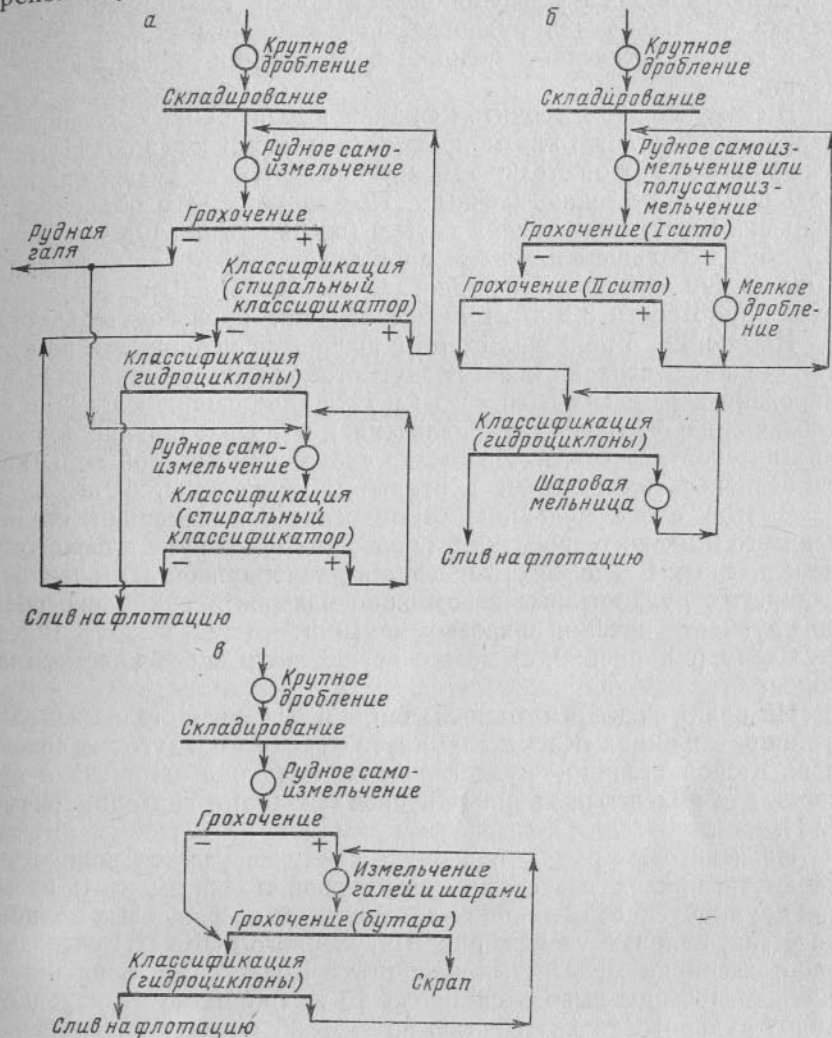 а
Крупное
дробление
Складирование
Рудное само-
измельчение
Грохочение
−
+
Рудная
галя
Классификация
(спиральный
классификатор)
−
+
Классификация
(гидроциклоны)
Рудное само-
измельчение
Классификация
(спиральный
классификатор)
−
+
Слив на флотацию
б
Крупное
дробление
Складирование
Рудное самоиз-
мельчение или
полусамоиз-
мельчение
Грохочение (I сито)
−
+
Грохочение (II сито)
−
+
Мелкое
дробле-
ние
Классификация
(гидроциклоны)
Шаровая
мельница
Слив на флотацию
в
Крупное
дробление
Складирование
Рудное само-
измельчение
Грохочение
−
+
Измельчение
галей и шарами
Грохочение (бутара)
Классификация
(гидроциклоны)
Скрап
Слив на флотацию